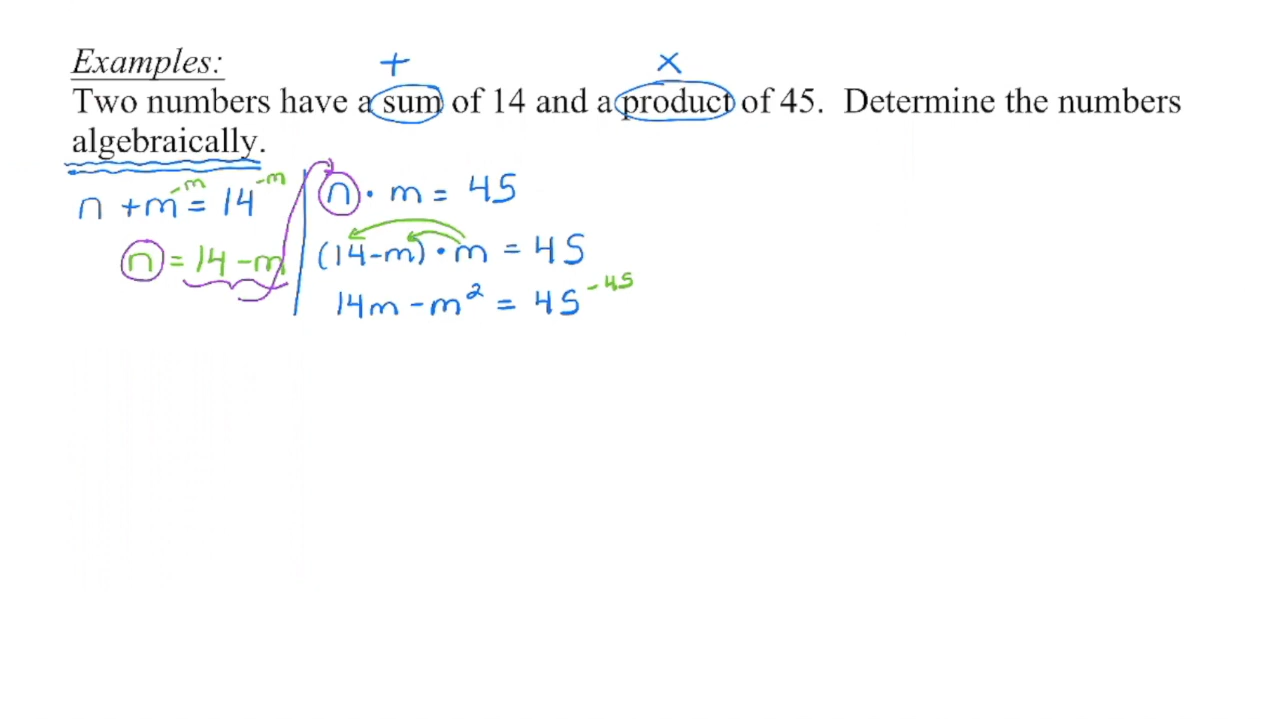 Examples:
+ ×
Two numbers have a sum of 14 and a product of 45. Determine the numbers
algebraically.
n + m - m = 14 - m
n = 14 - m
n · m = 45
(14 - m) · m = 45
14m - m² = 45 - 45